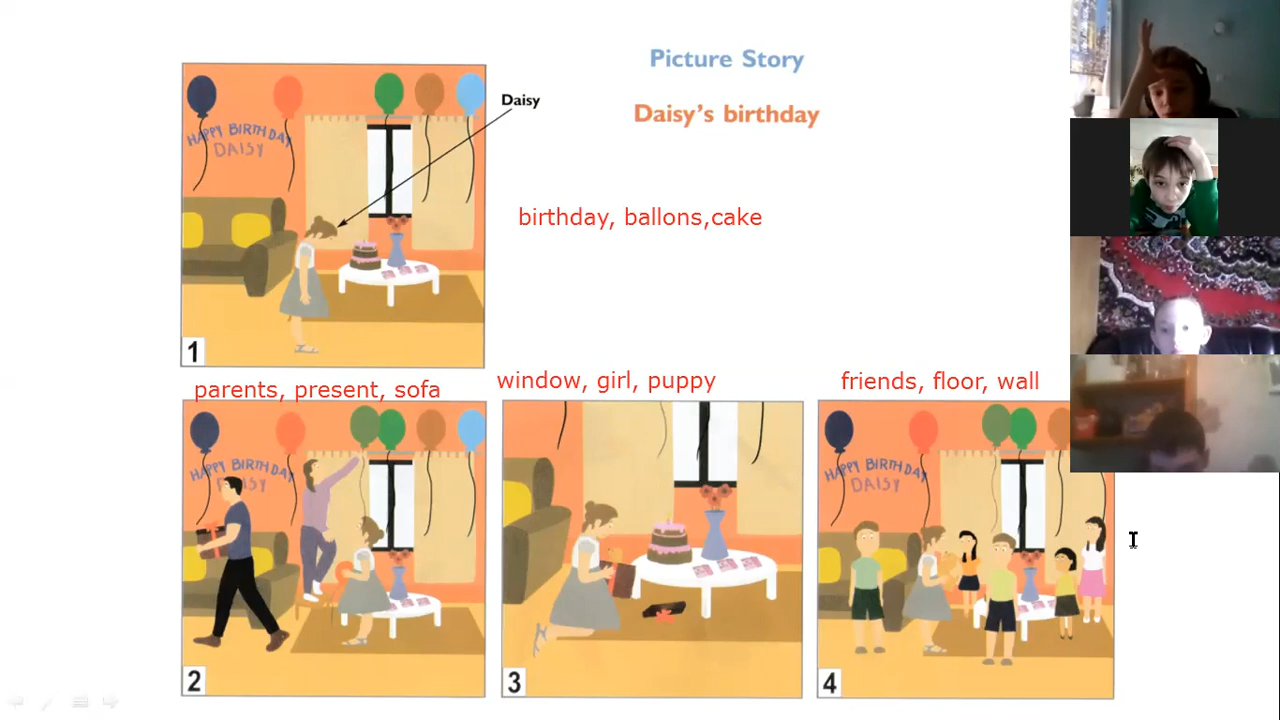 Picture Story
Daisy's birthday
Daisy
HAPPY BIRTHDAY
DAISY
birthday, ballons,cake
1
parents, present, sofa
window, girl, puppy
friends, floor, wall
HAPPY BIRTHDAY
DAISY
2
3
HAPPY BIRTHDAY
DAISY
4